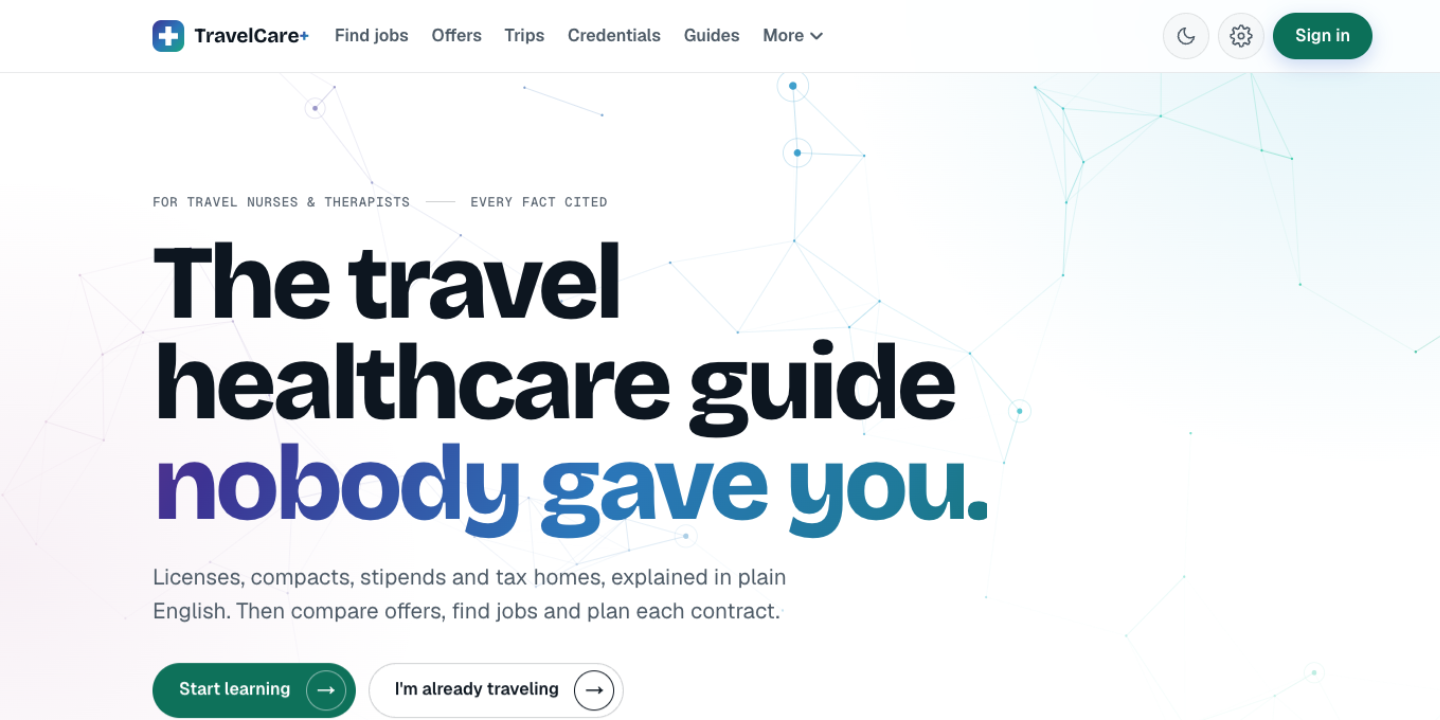 TravelCare+ Find jobs Offers Trips Credentials Guides More Sign in
FOR TRAVEL NURSES & THERAPISTS EVERY FACT CITED
The travel
healthcare guide
nobody gave you.
Licenses, compacts, stipends and tax homes, explained in plain
English. Then compare offers, find jobs and plan each contract.
Start learning → I'm already traveling →